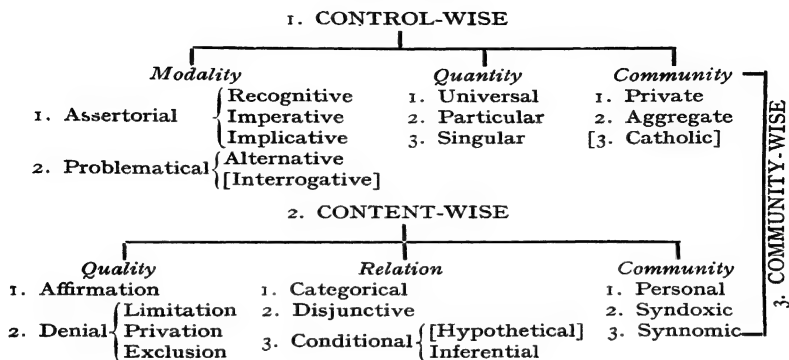 1. CONTROL-WISE
Modality Quantity Community
1. Assertorial Recognitive Imperative Implicative
2. Problematical Alternative [Interrogative]
1. Universal
2. Particular
3. Singular
1. Private
2. Aggregate
[3. Catholic]
2. CONTENT-WISE
Quality Relation Community
1. Affirmation
2. Denial Limitation Privation Exclusion
1. Categorical
2. Disjunctive
3. Conditional [Hypothetical] Inferential
1. Personal
2. Syndoxic
3. Synnomic
3. COMMUNITY-WISE